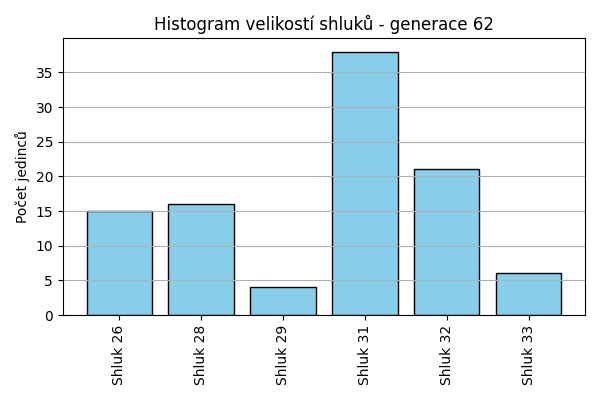 Histogram velikostí shluků - generace 62
Počet jedinců
35
30
25
20
15
10
5
0
Shluk 26
Shluk 28
Shluk 29
Shluk 31
Shluk 32
Shluk 33